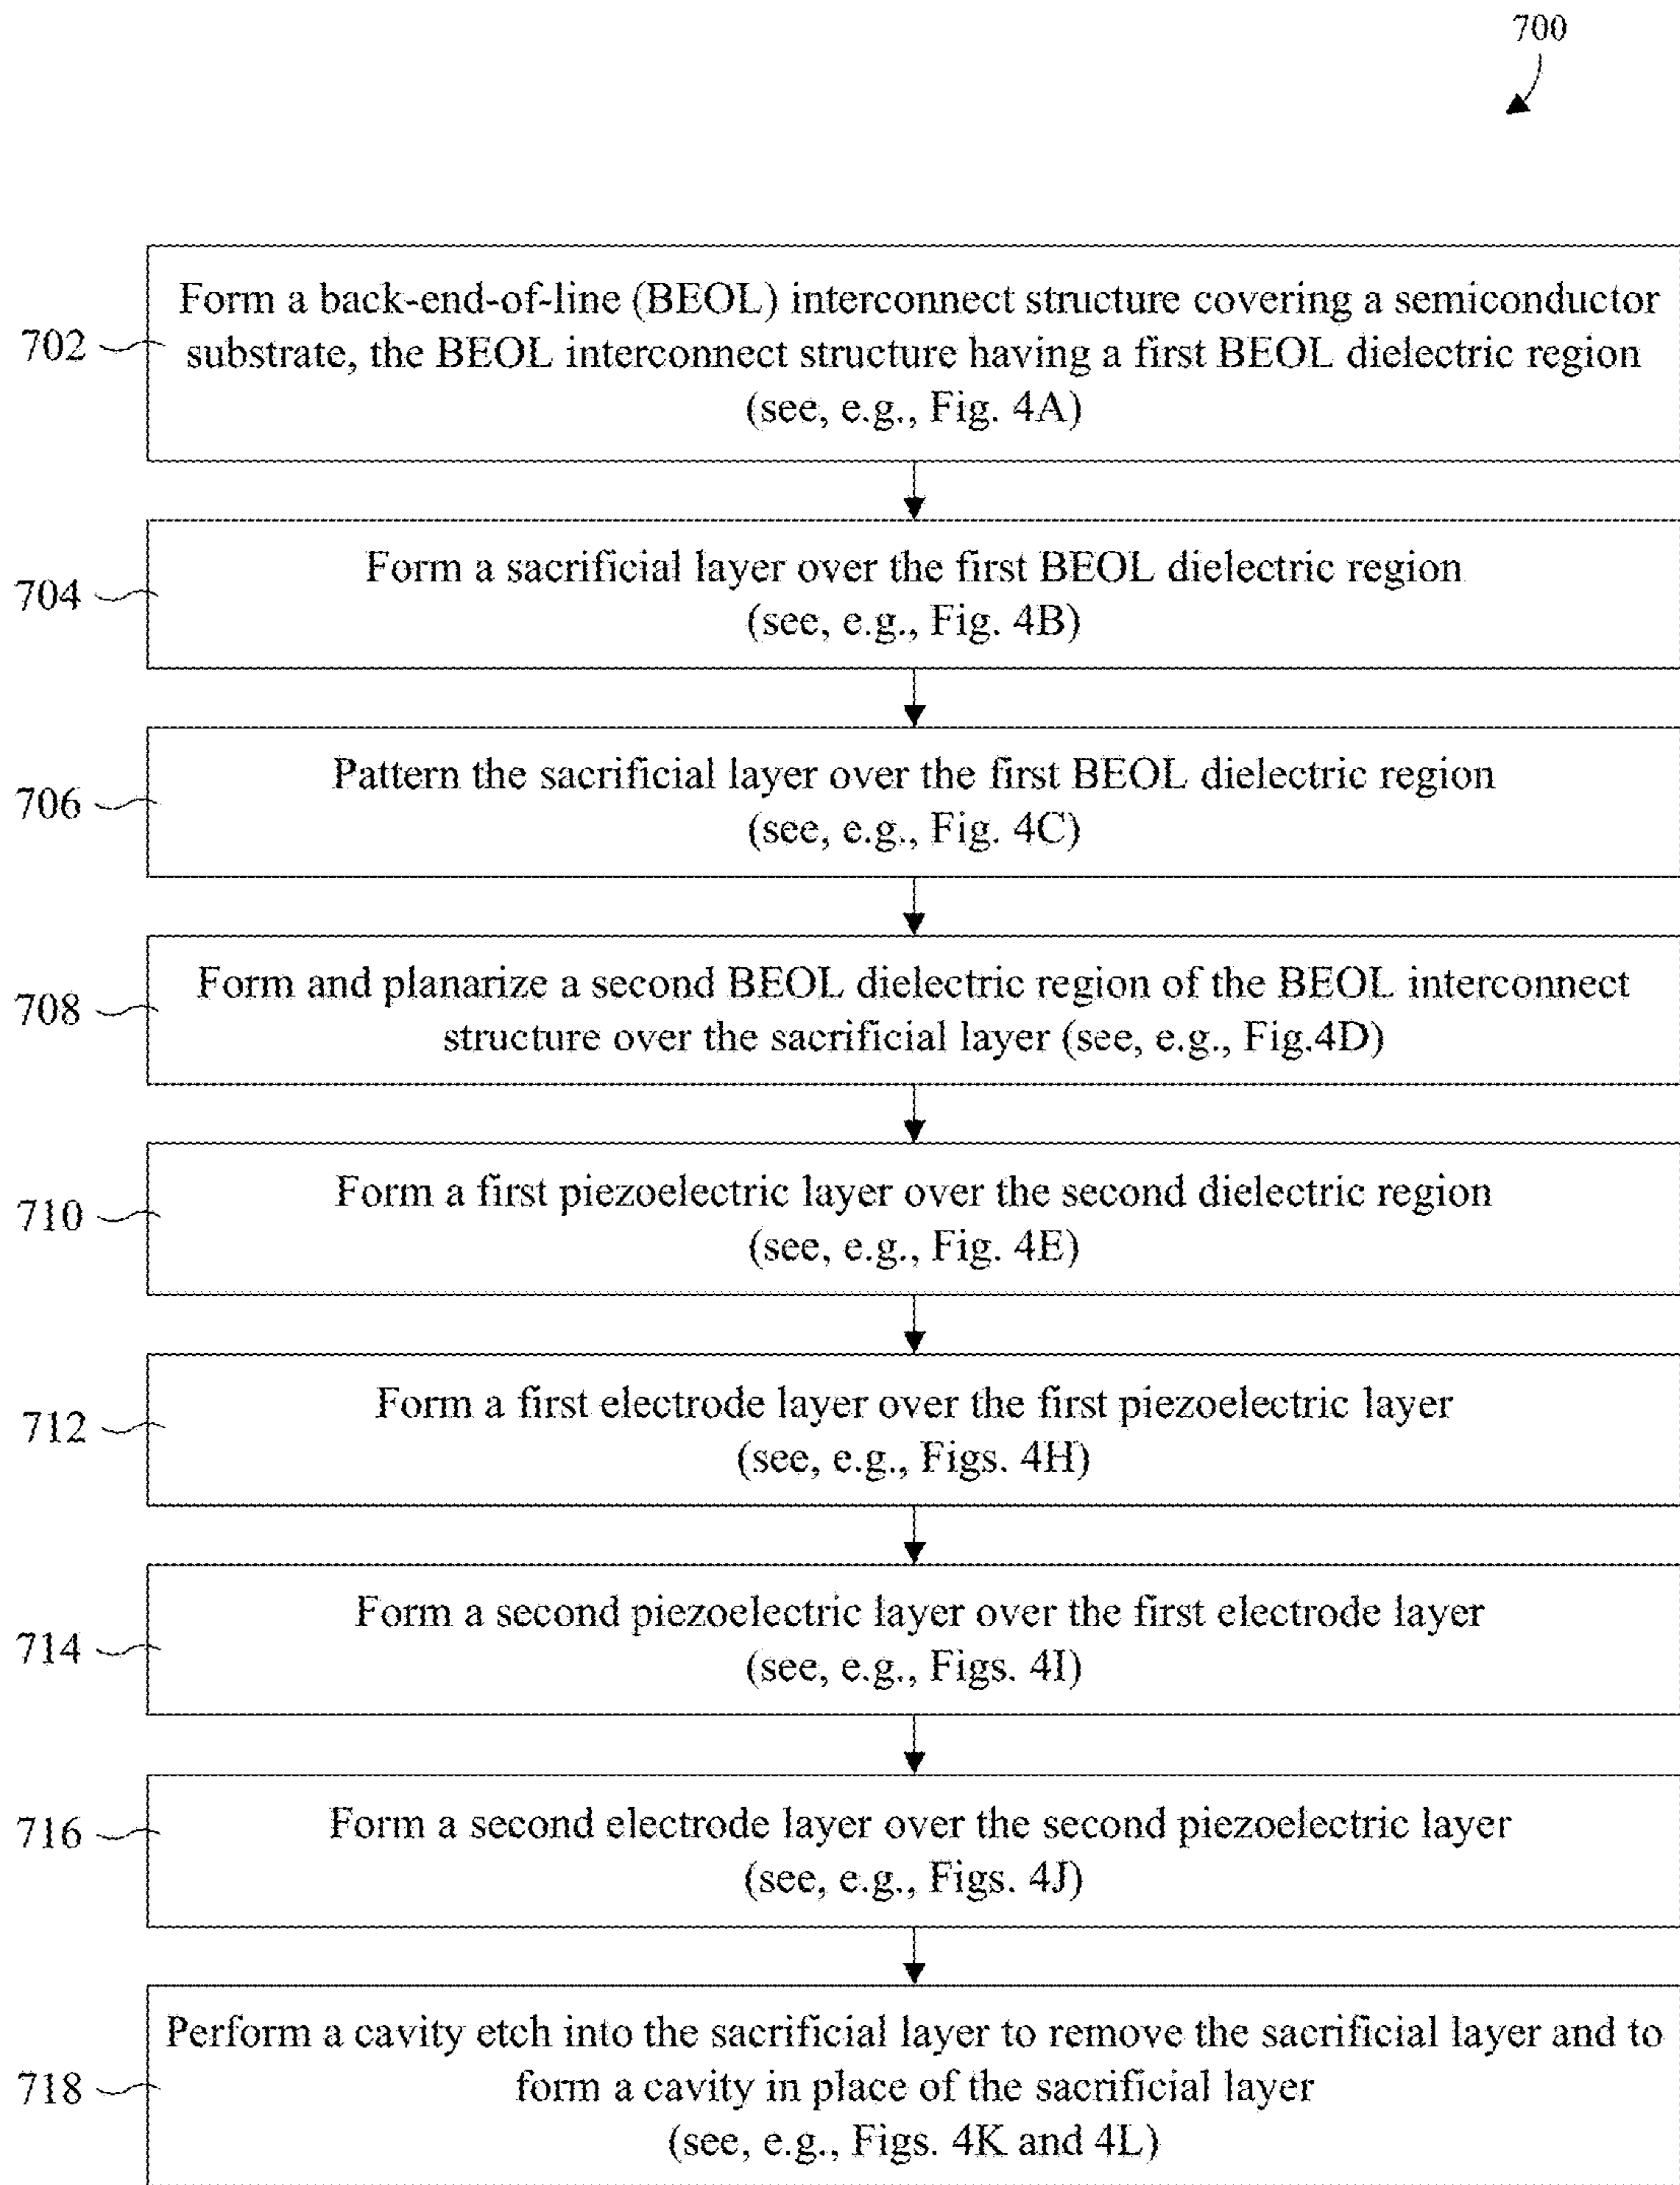 700
Form a back-end-of-line (BEOL) interconnect structure covering a semiconductor
substrate, the BEOL interconnect structure having a first BEOL dielectric region
(see, e.g., Fig. 4A)
702
Form a sacrificial layer over the first BEOL dielectric region
(see, e.g., Fig. 4B)
704
Pattern the sacrificial layer over the first BEOL dielectric region
(see, e.g., Fig. 4C)
706
Form and planarize a second BEOL dielectric region of the BEOL interconnect
structure over the sacrificial layer (see, e.g., Fig.4D)
708
Form a first piezoelectric layer over the second dielectric region
(see, e.g., Fig. 4E)
710
Form a first electrode layer over the first piezoelectric layer
(see, e.g., Figs. 4H)
712
Form a second piezoelectric layer over the first electrode layer
(see, e.g., Figs. 4I)
714
Form a second electrode layer over the second piezoelectric layer
(see, e.g., Figs. 4J)
716
Perform a cavity etch into the sacrificial layer to remove the sacrificial layer and to
form a cavity in place of the sacrificial layer
(see, e.g., Figs. 4K and 4L)
718